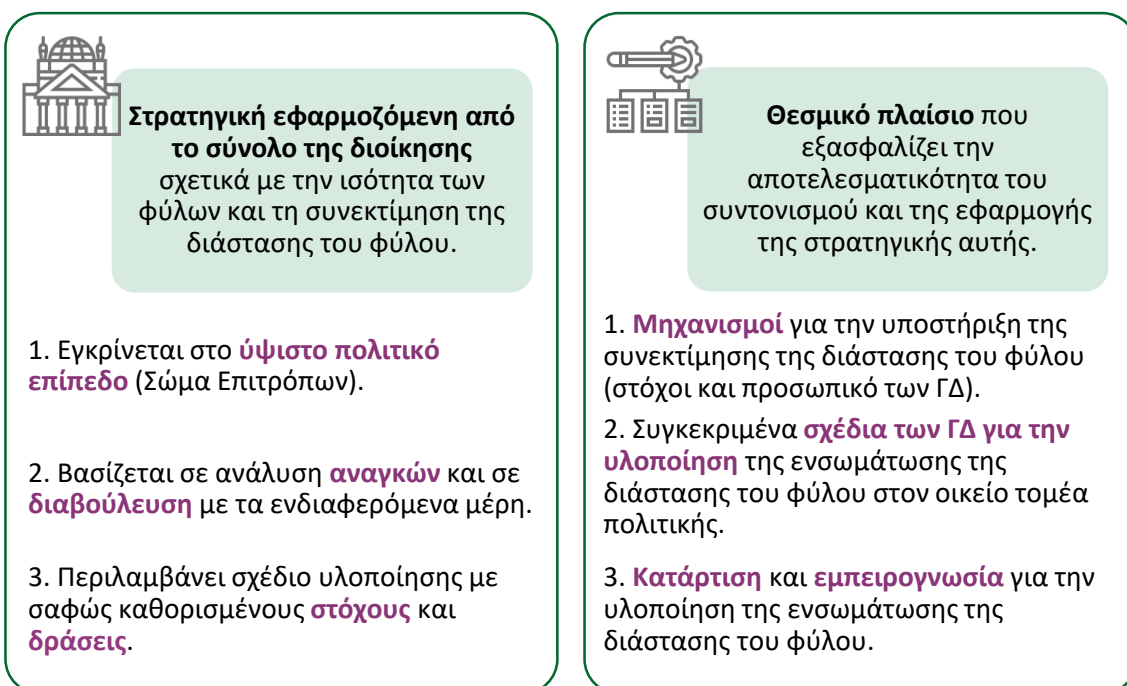 Στρατηγική εφαρμοζόμενη από
το σύνολο της διοίκησης
σχετικά με την ισότητα των
φύλων και τη συνεκτίμηση της
διάστασης του φύλου.
1. Εγκρίνεται στο ύψιστο πολιτικό
επίπεδο (Σώμα Επιτρόπων).
2. Βασίζεται σε ανάλυση αναγκών και σε
διαβούλευση με τα ενδιαφερόμενα μέρη.
3. Περιλαμβάνει σχέδιο υλοποίησης με
σαφώς καθορισμένους στόχους και
δράσεις.
Θεσμικό πλαίσιο που
εξασφαλίζει την
αποτελεσματικότητα του
συντονισμού και της εφαρμογής
της στρατηγικής αυτής.
1. Μηχανισμοί για την υποστήριξη της
συνεκτίμησης της διάστασης του φύλου
(στόχοι και προσωπικό των ΓΔ).
2. Συγκεκριμένα σχέδια των ΓΔ για την
υλοποίηση της ενσωμάτωσης της
διάστασης του φύλου στον οικείο τομέα
πολιτικής.
3. Κατάρτιση και εμπειρογνωσία για την
υλοποίηση της ενσωμάτωσης της
διάστασης του φύλου.